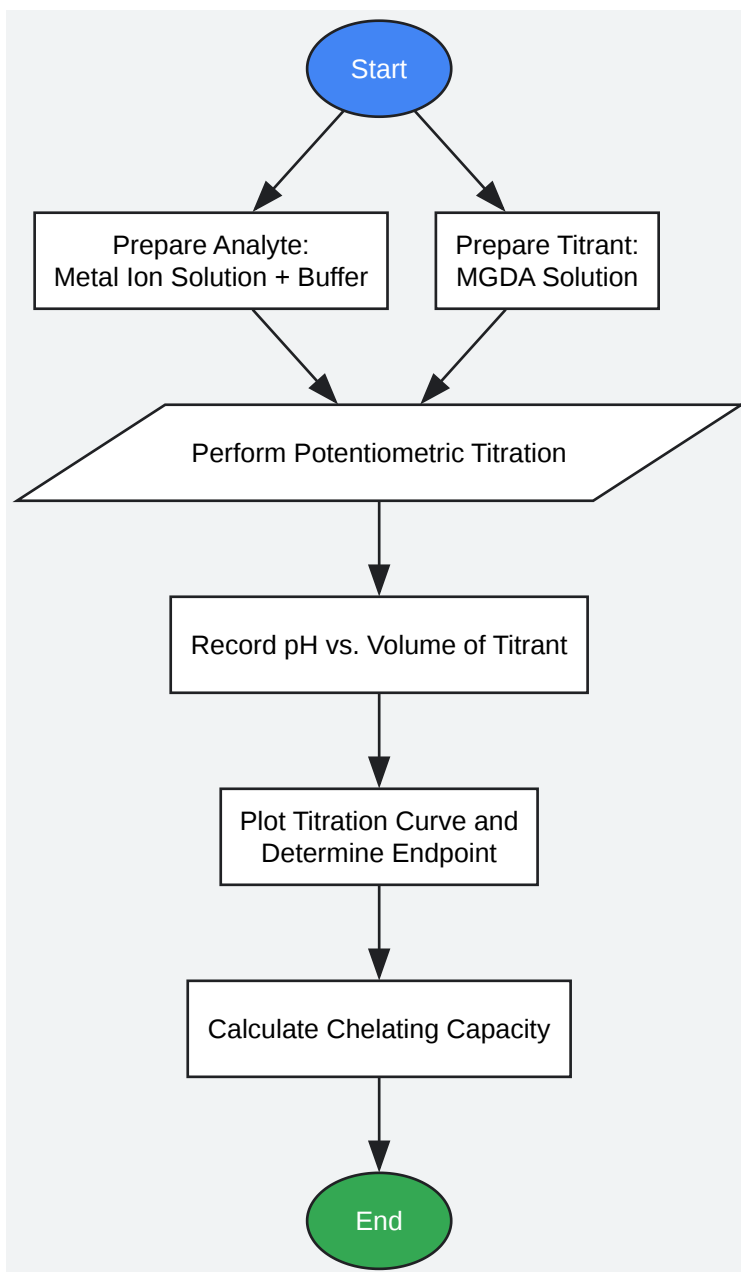 Start
Prepare Analyte:
Metal Ion Solution + Buffer
Prepare Titrant:
MGDA Solution
Perform Potentiometric Titration
Record pH vs. Volume of Titrant
Plot Titration Curve and
Determine Endpoint
Calculate Chelating Capacity
End